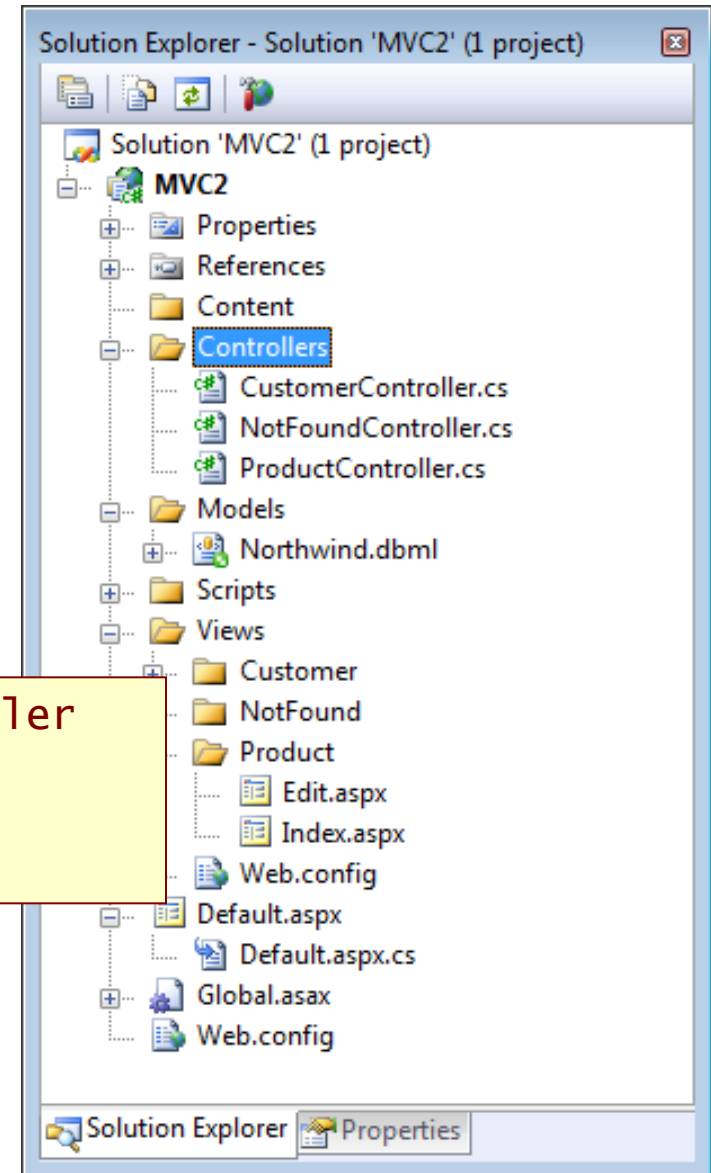 Solution Explorer - Solution 'MVC2' (1 project)
Solution 'MVC2' (1 project)
MVC2
Properties
References
Content
Controllers
CustomerController.cs
NotFoundController.cs
ProductController.cs
Models
Northwind.dbml
Scripts
Views
Customer
ler
NotFound
Product
Edit.aspx
Index.aspx
Web.config
Default.aspx
Default.aspx.cs
Global.asax
Web.config
Solution Explorer Properties